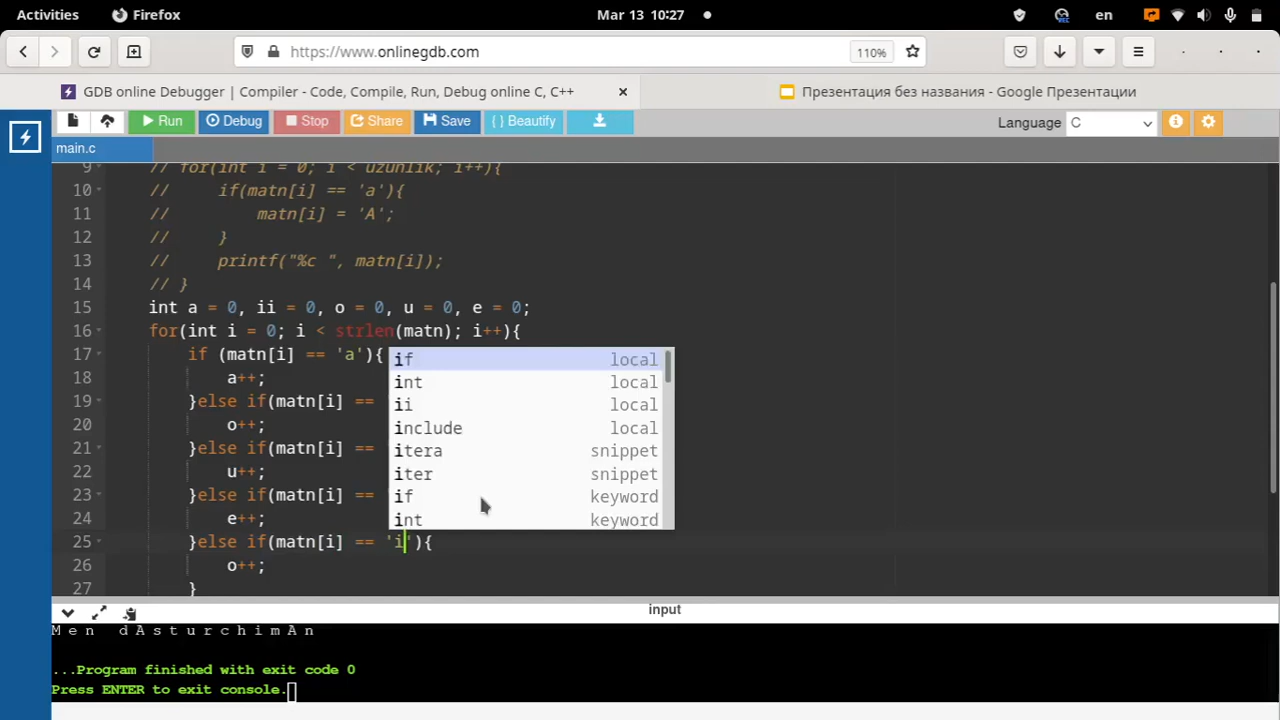 Activities Firefox Mar 13 10:27 en
https://www.onlinegdb.com 110%
GDB online Debugger | Compiler - Code, Compile, Run, Debug online C, C++ Презентация без названия - Google Презентации
Run Debug Stop Share Save { } Beautify Language C
main.c
9 // for(int i = 0; i < uzunlik; i++){
10 // if(matn[i] == 'a'){
11 // matn[i] = 'A';
12 // }
13 // printf("%c ", matn[i]);
14 // }
15 int a = 0, ii = 0, o = 0, u = 0, e = 0;
16 for(int i = 0; i < strlen(matn); i++){
17 if (matn[i] == 'a'){
18 a++;
19 }else if(matn[i] == '
20 o++;
21 }else if(matn[i] == '
22 u++;
23 }else if(matn[i] == '
24 e++;
25 }else if(matn[i] == 'i'){
26 o++;
27 }
if local
int local
ii local
include local
itera snippet
iter snippet
if keyword
int keyword
input
M e n d A s t u r c h i m A n
...Program finished with exit code 0
Press ENTER to exit console.